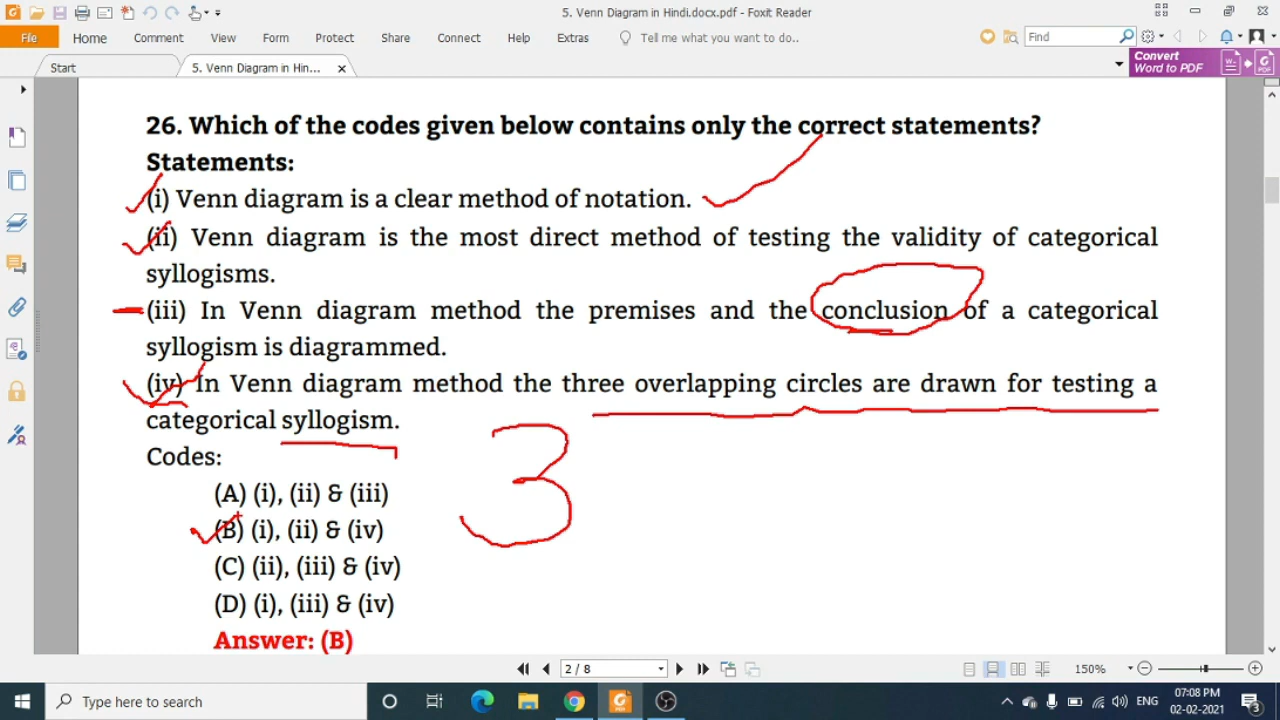 5. Venn Diagram in Hindi.docx.pdf - Foxit Reader
File Home Comment View Form Protect Share Connect Help Extras Tell me what you want to do.. Find
Start 5. Venn Diagram in Hin... Convert
Word to PDF
26. Which of the codes given below contains only the correct statements?
Statements:
(i) Venn diagram is a clear method of notation.
(ii) Venn diagram is the most direct method of testing the validity of categorical
syllogisms.
(iii) In Venn diagram method the premises and the conclusion of a categorical
syllogism is diagrammed.
(iv) In Venn diagram method the three overlapping circles are drawn for testing a
categorical syllogism.
3
Codes:
(A) (i), (ii) & (iii)
(B) (i), (ii) & (iv)
(C) (ii), (iii) & (iv)
(D) (i), (iii) & (iv)
Answer: (B)
2 / 8 150%
Type here to search ENG 07:08 PM
02-02-2021 3